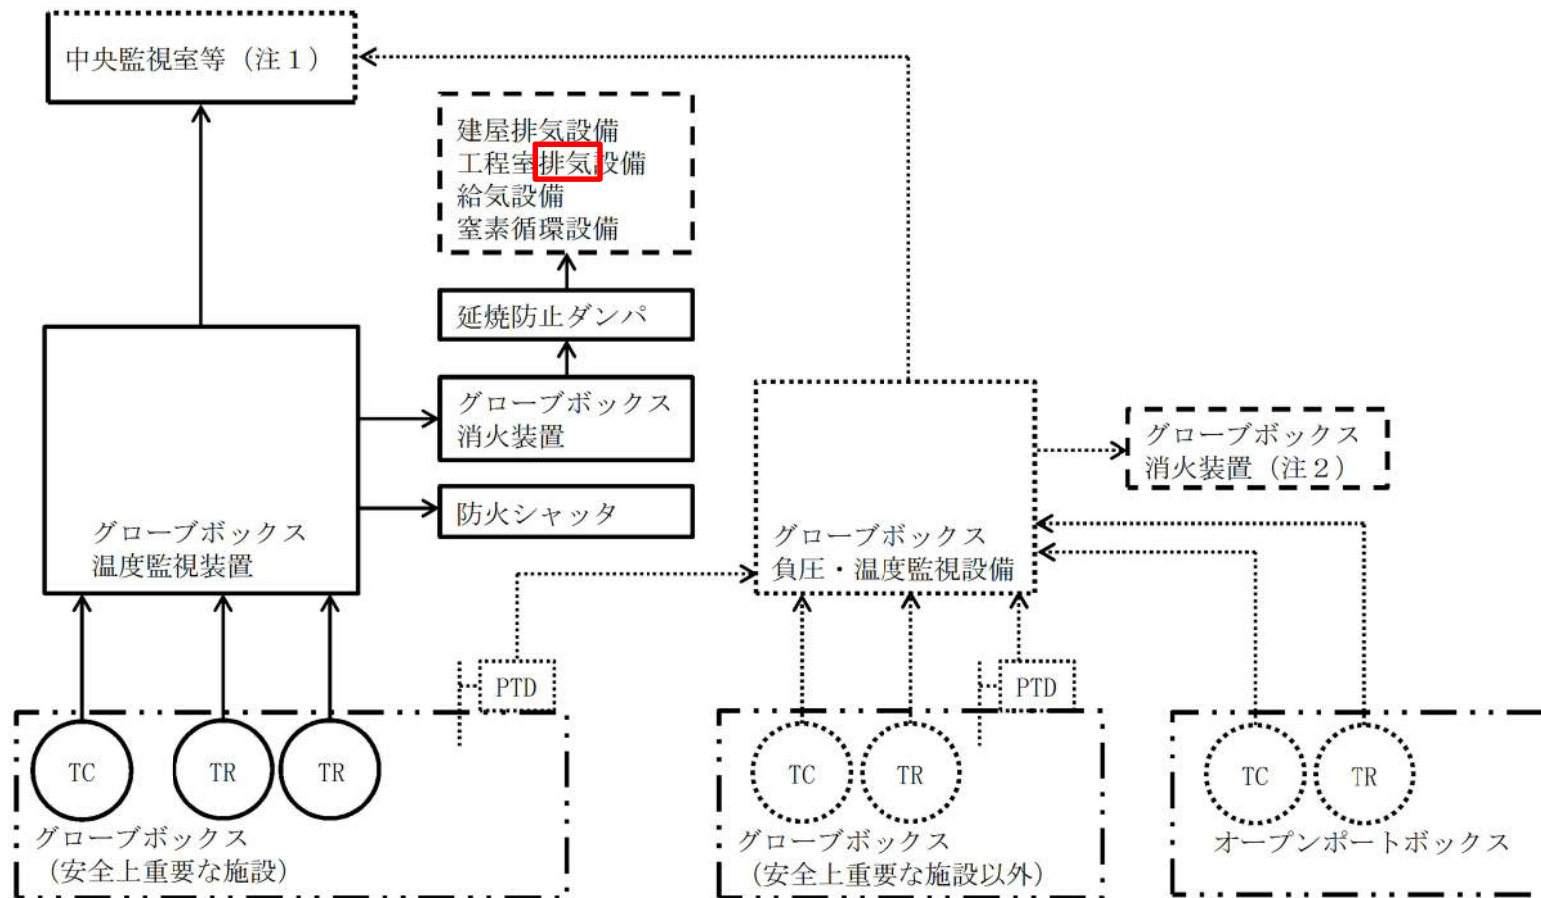 中央監視室等（注１）
建屋排気設備
工程室排気設備
給気設備
窒素循環設備
延焼防止ダンパ
グローブボックス
消火装置
防火シャッタ
グローブボックス
温度監視装置
グローブボックス
負圧・温度監視設備
グローブボックス
消火装置（注２）
PTD
PTD
TC
TR
TR
グローブボックス
（安全上重要な施設）
TC
TR
グローブボックス
（安全上重要な施設以外）
TC
TR
オープンポートボックス